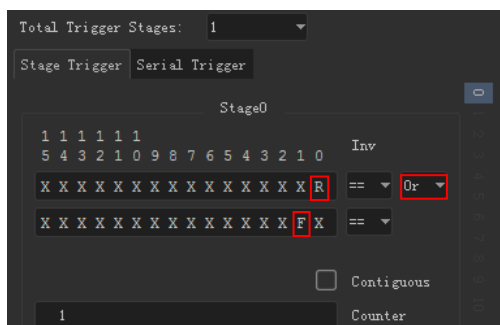 Total Trigger Stages: 1
Stage Trigger Serial Trigger
Stage0
1 1 1 1 1 1
5 4 3 2 1 0 9 8 7 6 5 4 3 2 1 0 Inv
X X X X X X X X X X X X X X X R == Or
X X X X X X X X X X X X X X F X ==
Contiguous
1 Counter
0